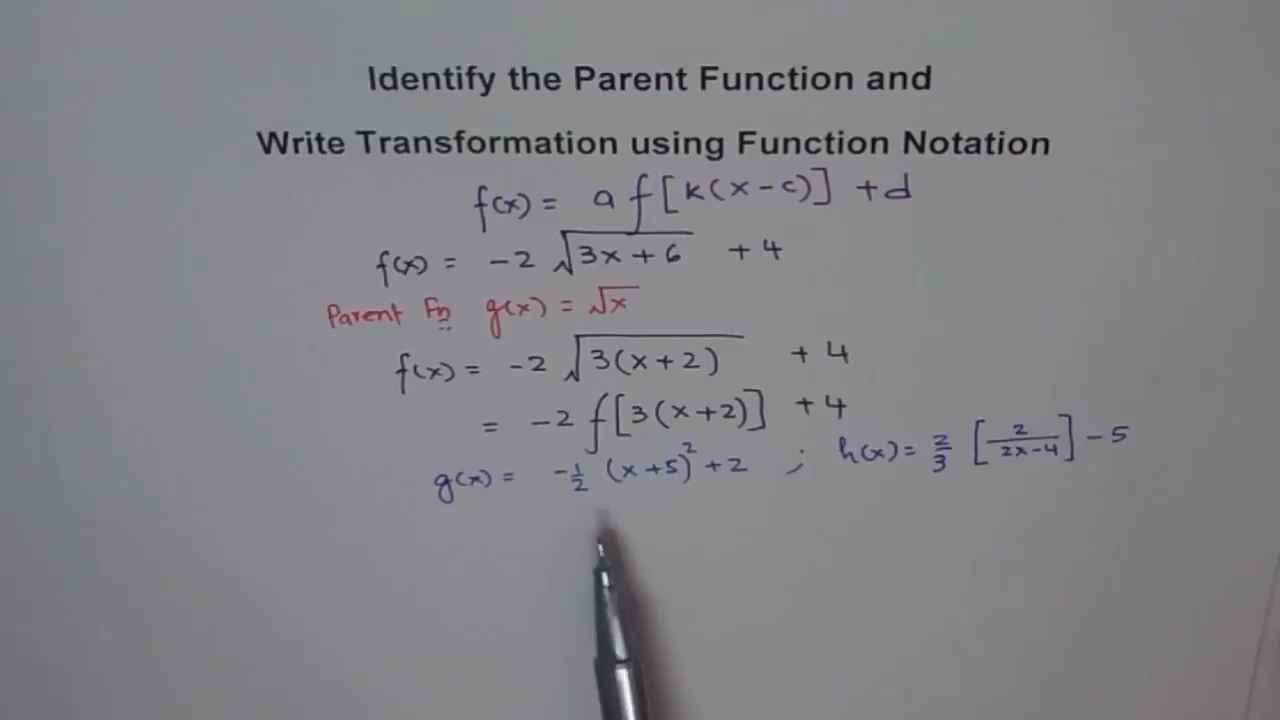 Identify the Parent Function and
Write Transformation using Function Notation
f(x) = a f[k(x-c)] + d
f(x) = -2 √(3x+6) + 4
Parent Fn g(x) = √x
f(x) = -2 √(3(x+2)) + 4
= -2 f[3(x+2)] + 4
g(x) = -1/2 (x+5)² + 2 ; h(x) = 2/3 [2/(2x-4)] - 5